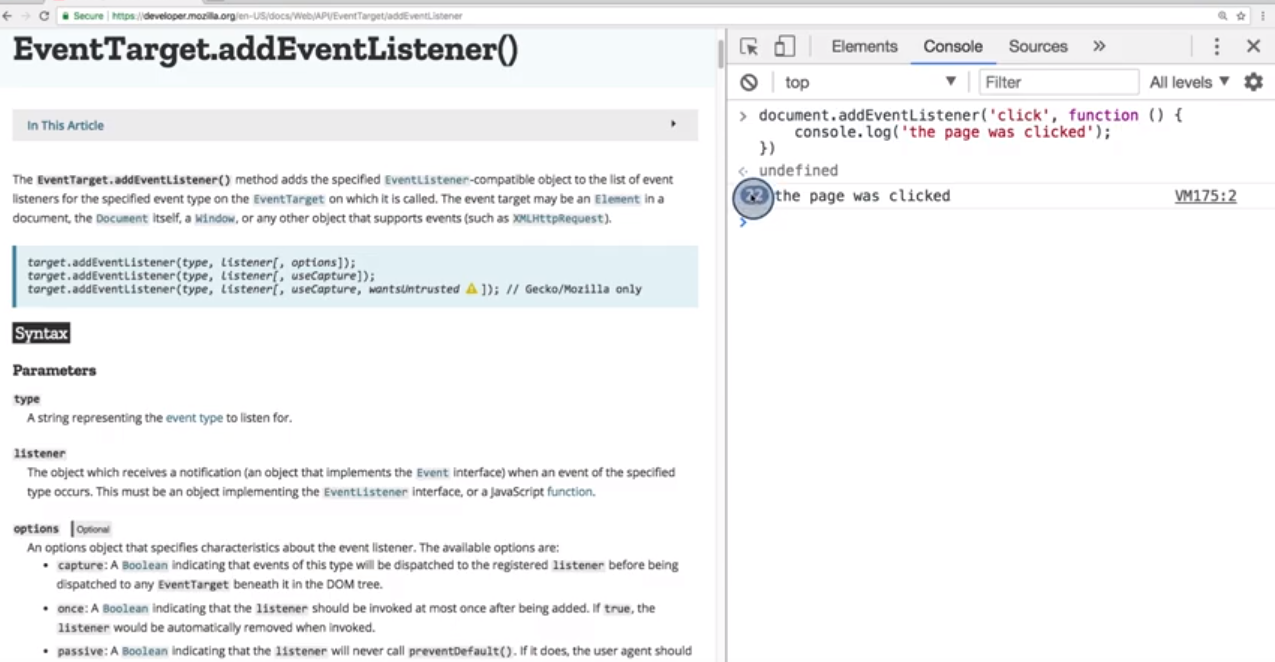 Secure | https://developer.mozilla.org/en-US/docs/Web/API/EventTarget/addEventListener
EventTarget.addEventListener()
In This Article
The EventTarget.addEventListener() method adds the specified EventListener-compatible object to the list of event
listeners for the specified event type on the EventTarget on which it is called. The event target may be an Element in a
document, the Document itself, a Window, or any other object that supports events (such as XMLHttpRequest).
target.addEventListener(type, listener[, options]);
target.addEventListener(type, listener[, useCapture]);
target.addEventListener(type, listener[, useCapture, wantsUntrusted ]); // Gecko/Mozilla only
Syntax
Parameters
type
A string representing the event type to listen for.
listener
The object which receives a notification (an object that implements the Event interface) when an event of the specified
type occurs. This must be an object implementing the EventListener interface, or a JavaScript function.
options Optional
An options object that specifies characteristics about the event listener. The available options are:
• capture: A Boolean indicating that events of this type will be dispatched to the registered listener before being
dispatched to any EventTarget beneath it in the DOM tree.
• once: A Boolean indicating that the listener should be invoked at most once after being added. If true, the
listener would be automatically removed when invoked.
• passive: A Boolean indicating that the listener will never call preventDefault(). If it does, the user agent should
Elements Console Sources »
top Filter All levels
> document.addEventListener('click', function () {
console.log('the page was clicked');
})
undefined
22 the page was clicked VM175:2
>